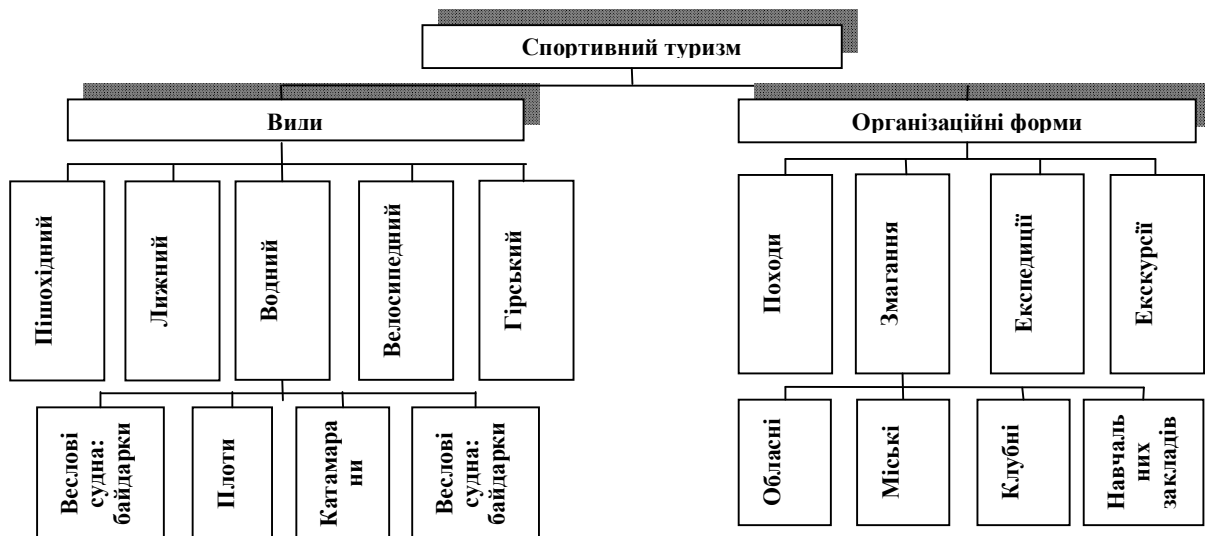 Спортивний туризм
Види
Організаційні форми
Пішохідний
Лижний
Водний
Велосипедний
Гірський
Походи
Змагання
Експедиції
Екскурсії
Веслові
судна:
байдарки
Плоти
Катамара
ни
Веслові
судна:
байдарки
Обласні
Міські
Клубні
Навчаль
них
закладів